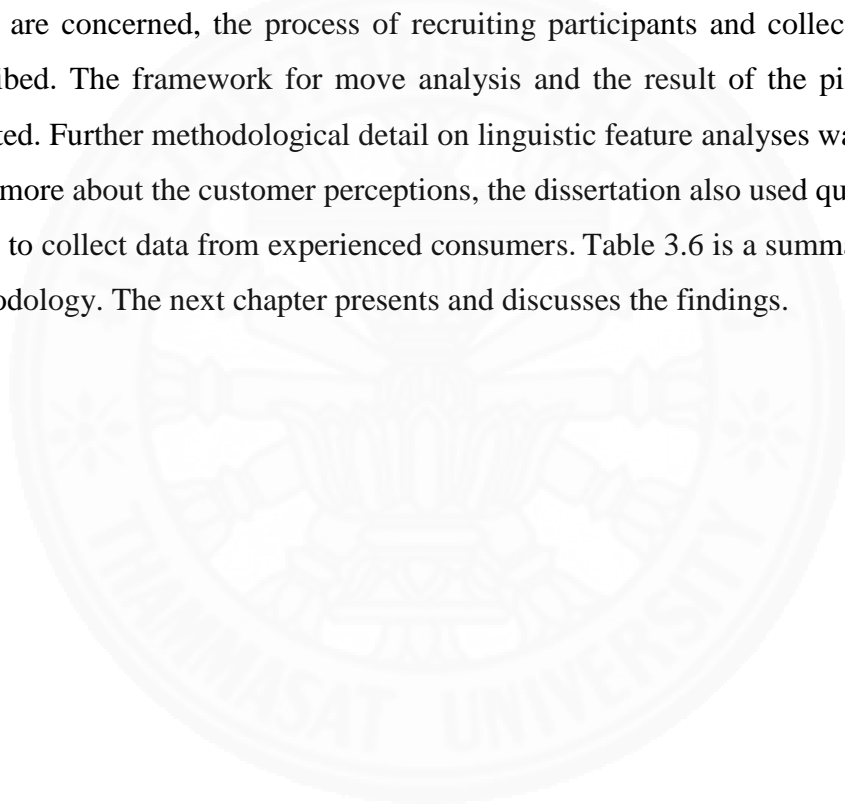 are concerned, the process of recruiting participants and collec
ibed. The framework for move analysis and the result of the pi
ted. Further methodological detail on linguistic feature analyses wa
more about the customer perceptions, the dissertation also used qu
to collect data from experienced consumers. Table 3.6 is a summa
odology. The next chapter presents and discusses the findings.
THAMMASAT UNIVERSITY